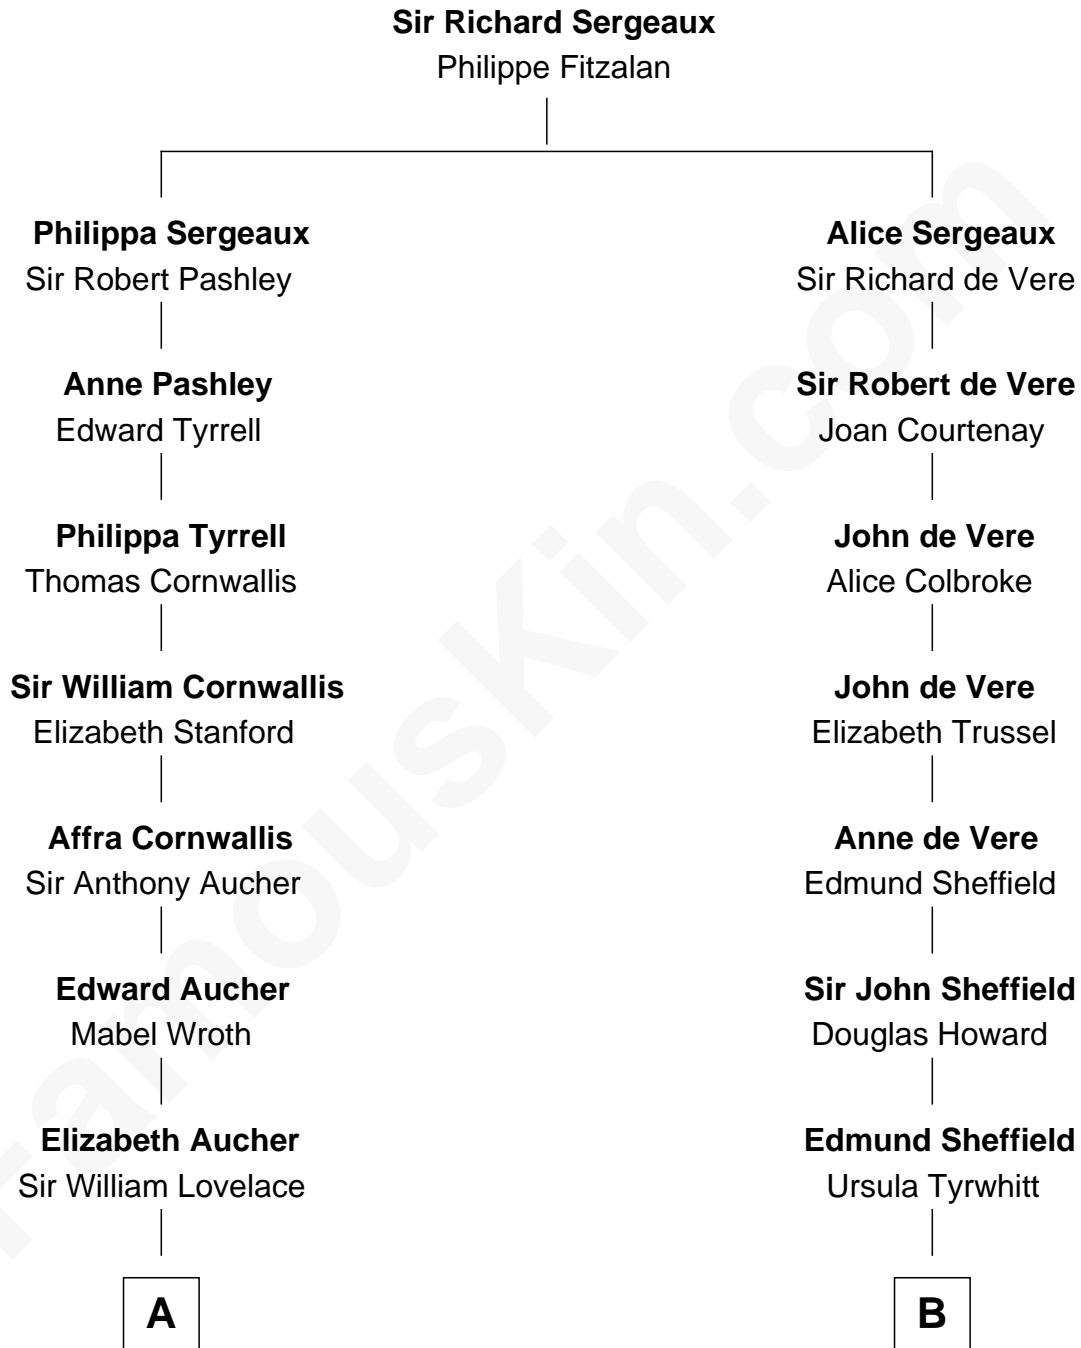 Sir Richard Sergeaux
Philippe Fitzalan
Philippa Sergeaux
Sir Robert Pashley
Alice Sergeaux
Sir Richard de Vere
Anne Pashley
Edward Tyrrell
Sir Robert de Vere
Joan Courtenay
Philippa Tyrrell
Thomas Cornwallis
John de Vere
Alice Colbroke
Sir William Cornwallis
Elizabeth Stanford
John de Vere
Elizabeth Trussel
Affra Cornwallis
Sir Anthony Aucher
Anne de Vere
Edmund Sheffield
Edward Aucher
Mabel Wroth
Sir John Sheffield
Douglas Howard
Elizabeth Aucher
Sir William Lovelace
Edmund Sheffield
Ursula Tyrwhitt
A
B
FamousKin.com